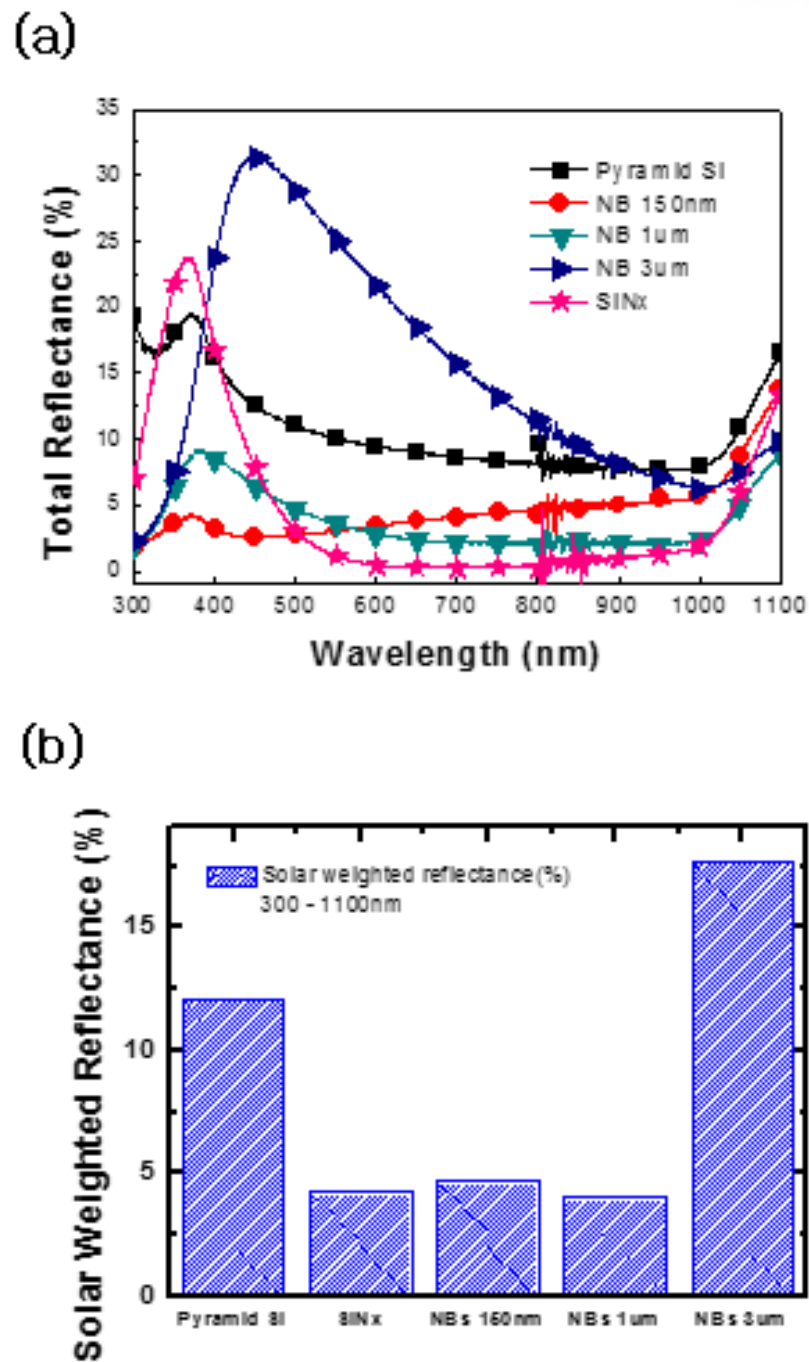 (a)
Total Reflectance (%)
35
30
25
20
15
10
5
0
Pyramid Si
NB 150nm
NB 1um
NB 3um
SiNx
300 400 500 600 700 800 900 1000 1100
Wavelength (nm)
(b)
Solar Weighted Reflectance (%)
15
10
5
0
Solar weighted reflectance(%)
300 - 1100nm
Pyramid Si SiNx NBs 150nm NBs 1um NBs 3um